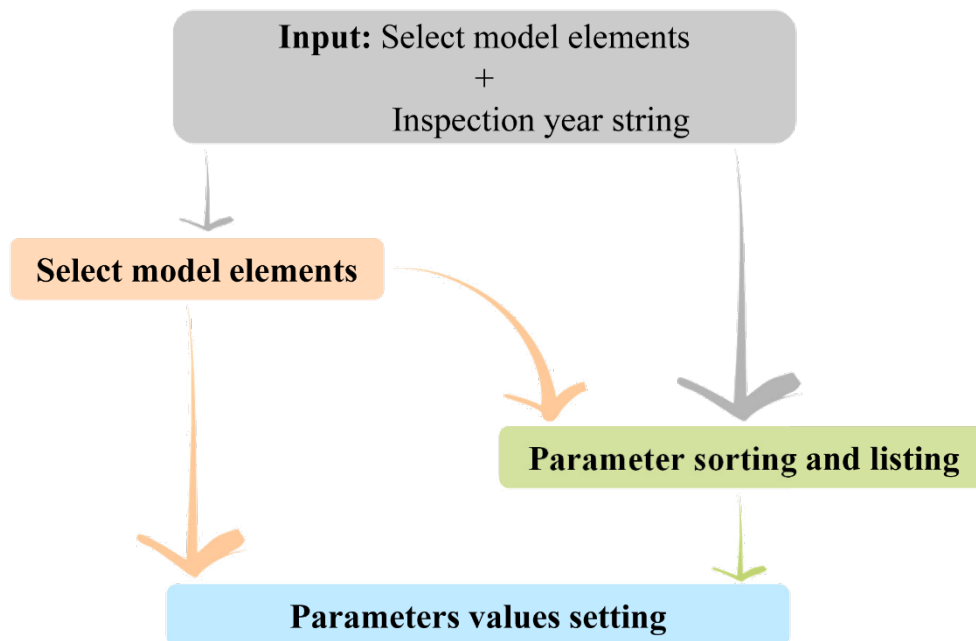 Input: Select model elements
+
Inspection year string
Select model elements
Parameter sorting and listing
Parameters values setting